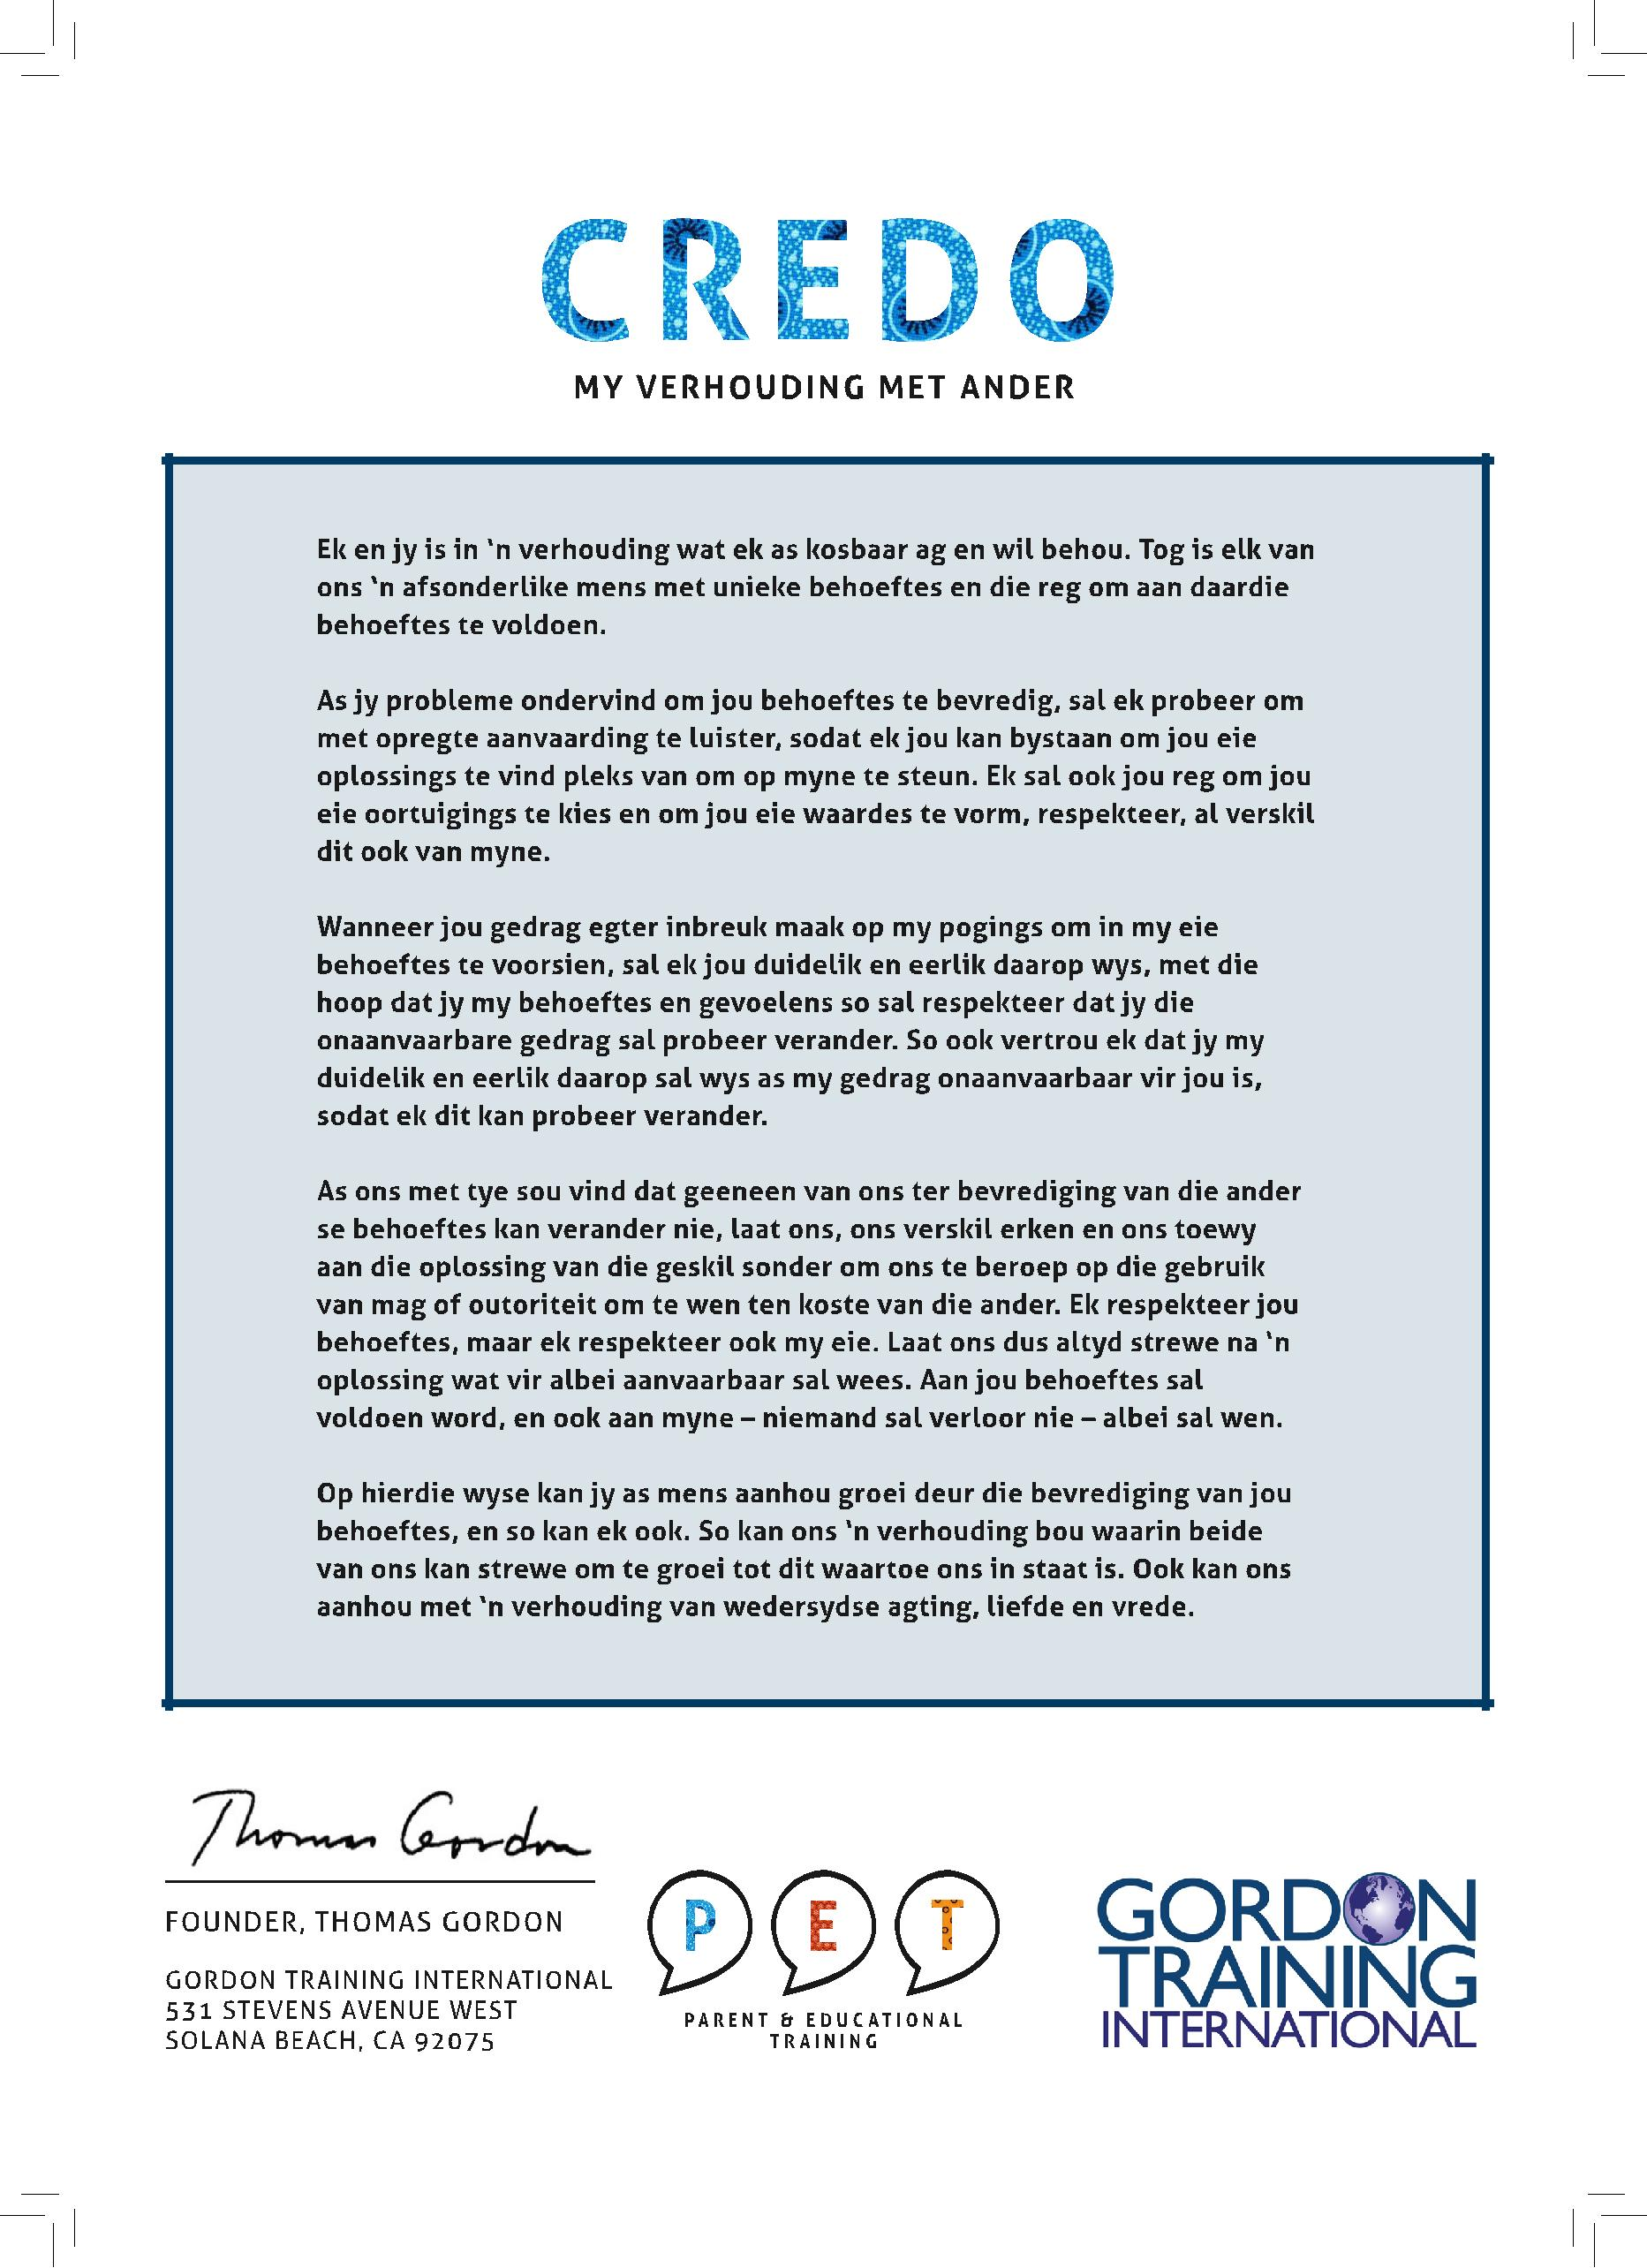 CREDO
MY VERHOUDING MET ANDER
Ek en jy is in ‘n verhouding wat ek as kosbaar ag en wil behou. Tog is elk van
ons ‘n afsonderlike mens met unieke behoeftes en die reg om aan daardie
behoeftes te voldoen.
As jy probleme ondervind om jou behoeftes te bevredig, sal ek probeer om
met opregte aanvaarding te luister, sodat ek jou kan bystaan om jou eie
oplossings te vind pleks van om op myne te steun. Ek sal ook jou reg om jou
eie oortuigings te kies en om jou eie waardes te vorm, respekteer, al verskil
dit ook van myne.
Wanneer jou gedrag egter inbreuk maak op my pogings om in my eie
behoeftes te voorsien, sal ek jou duidelik en eerlik daarop wys, met die
hoop dat jy my behoeftes en gevoelens so sal respekteer dat jy die
onaanvaarbare gedrag sal probeer verander. So ook vertrou ek dat jy my
duidelik en eerlik daarop sal wys as my gedrag onaanvaarbaar vir jou is,
sodat ek dit kan probeer verander.
As ons met tye sou vind dat geeneen van ons ter bevrediging van die ander
se behoeftes kan verander nie, laat ons, ons verskil erken en ons toewy
aan die oplossing van die geskil sonder om ons te beroep op die gebruik
van mag of outoriteit om te wen ten koste van die ander. Ek respekteer jou
behoeftes, maar ek respekteer ook my eie. Laat ons dus altyd strewe na ‘n
oplossing wat vir albei aanvaarbaar sal wees. Aan jou behoeftes sal
voldoen word, en ook aan myne – niemand sal verloor nie – albei sal wen.
Op hierdie wyse kan jy as mens aanhou groei deur die bevrediging van jou
behoeftes, en so kan ek ook. So kan ons ‘n verhouding bou waarin beide
van ons kan strewe om te groei tot dit waartoe ons in staat is. Ook kan ons
aanhou met ‘n verhouding van wedersydse agting, liefde en vrede.
Thomas Gordon
FOUNDER, THOMAS GORDON
GORDON TRAINING INTERNATIONAL
531 STEVENS AVENUE WEST
SOLANA BEACH, CA 92075
P E T
PARENT & EDUCATIONAL
TRAINING
GORDON
TRAINING
INTERNATIONAL